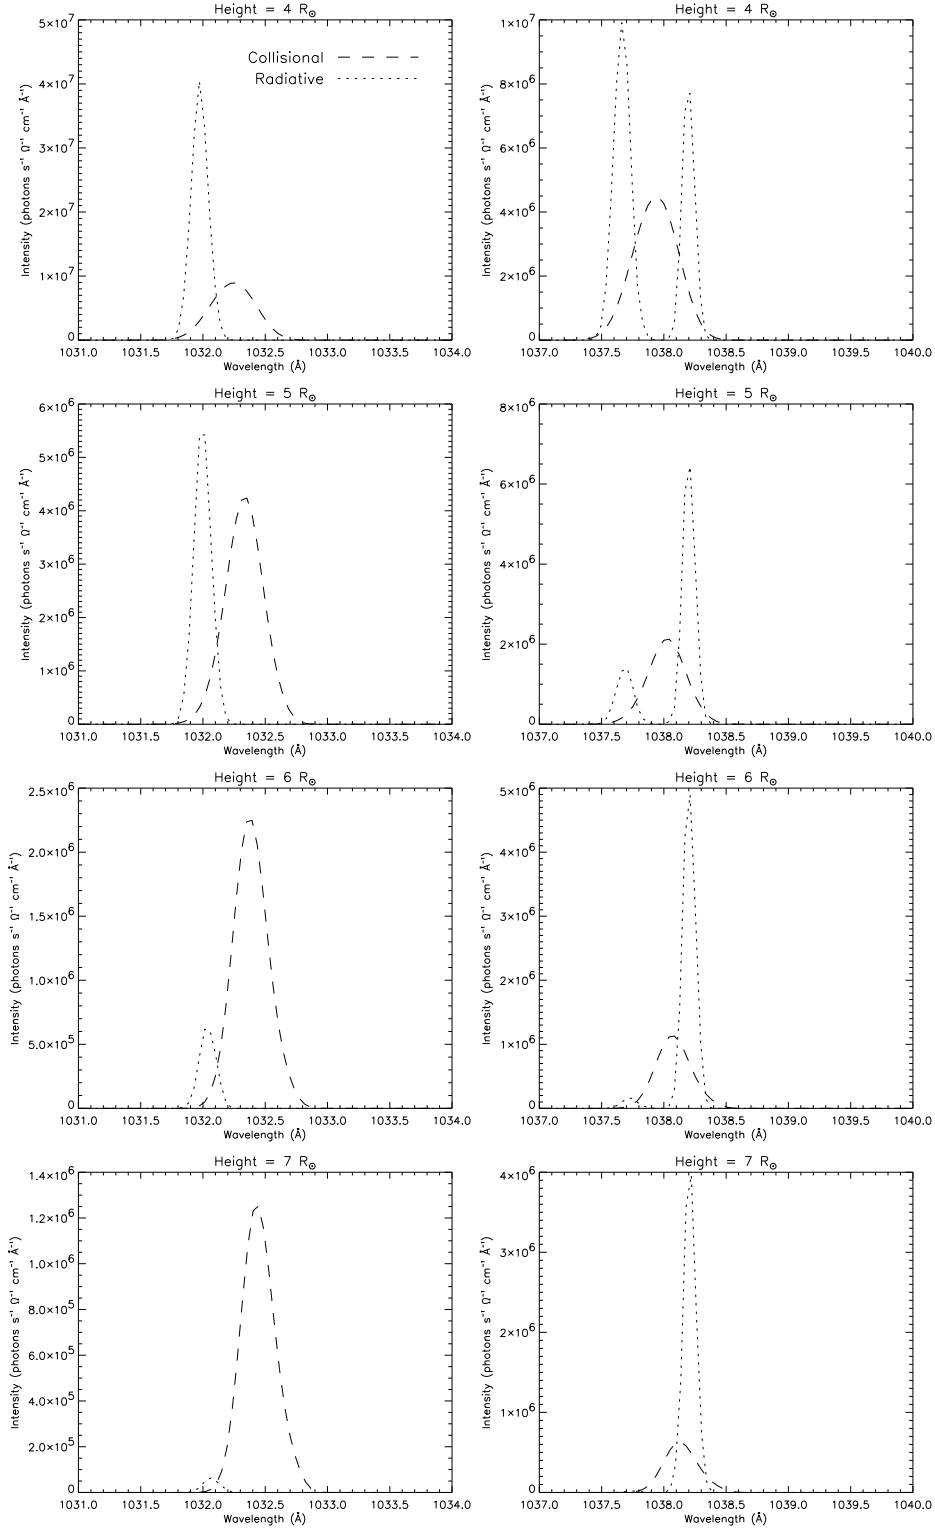 Height = 4 R☉
Intensity (photons s⁻¹ Ω⁻¹ cm⁻¹ Å⁻¹)
5×10⁷
4×10⁷
3×10⁷
2×10⁷
1×10⁷
0
Collisional
Radiative
1031.0 1031.5 1032.0 1032.5 1033.0 1033.5 1034.0
Wavelength (Å)
Height = 4 R☉
Intensity (photons s⁻¹ Ω⁻¹ cm⁻¹ Å⁻¹)
1×10⁷
8×10⁶
6×10⁶
4×10⁶
2×10⁶
0
1037.0 1037.5 1038.0 1038.5 1039.0 1039.5 1040.0
Wavelength (Å)
Height = 5 R☉
Intensity (photons s⁻¹ Ω⁻¹ cm⁻¹ Å⁻¹)
6×10⁶
5×10⁶
4×10⁶
3×10⁶
2×10⁶
1×10⁶
0
1031.0 1031.5 1032.0 1032.5 1033.0 1033.5 1034.0
Wavelength (Å)
Height = 5 R☉
Intensity (photons s⁻¹ Ω⁻¹ cm⁻¹ Å⁻¹)
8×10⁶
6×10⁶
4×10⁶
2×10⁶
0
1037.0 1037.5 1038.0 1038.5 1039.0 1039.5 1040.0
Wavelength (Å)
Height = 6 R☉
Intensity (photons s⁻¹ Ω⁻¹ cm⁻¹ Å⁻¹)
2.5×10⁶
2.0×10⁶
1.5×10⁶
1.0×10⁶
5.0×10⁵
0
1031.0 1031.5 1032.0 1032.5 1033.0 1033.5 1034.0
Wavelength (Å)
Height = 6 R☉
Intensity (photons s⁻¹ Ω⁻¹ cm⁻¹ Å⁻¹)
5×10⁶
4×10⁶
3×10⁶
2×10⁶
1×10⁶
0
1037.0 1037.5 1038.0 1038.5 1039.0 1039.5 1040.0
Wavelength (Å)
Height = 7 R☉
Intensity (photons s⁻¹ Ω⁻¹ cm⁻¹ Å⁻¹)
1.4×10⁶
1.2×10⁶
1.0×10⁶
8.0×10⁵
6.0×10⁵
4.0×10⁵
2.0×10⁵
0
1031.0 1031.5 1032.0 1032.5 1033.0 1033.5 1034.0
Wavelength (Å)
Height = 7 R☉
Intensity (photons s⁻¹ Ω⁻¹ cm⁻¹ Å⁻¹)
4×10⁶
3×10⁶
2×10⁶
1×10⁶
0
1037.0 1037.5 1038.0 1038.5 1039.0 1039.5 1040.0
Wavelength (Å)